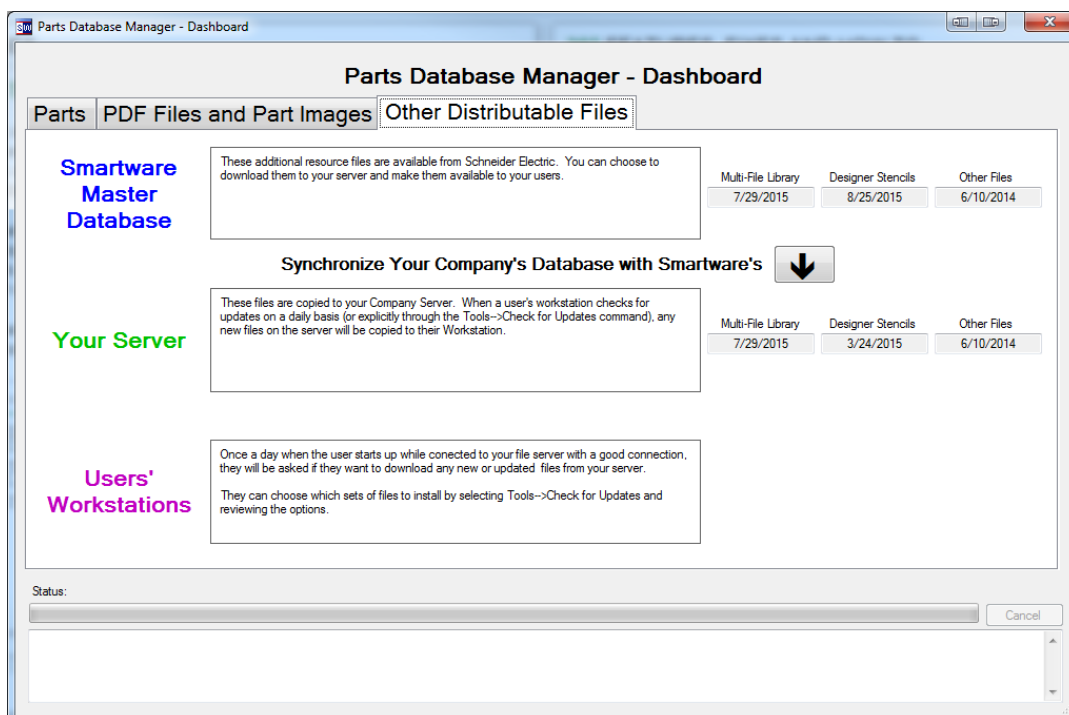 SW Parts Database Manager - Dashboard
Parts Database Manager - Dashboard
Parts
PDF Files and Part Images
Other Distributable Files
Smartware
Master
Database
These additional resource files are available from Schneider Electric.  You can choose to
download them to your server and make them available to your users.
Multi-File Library
Designer Stencils
Other Files
7/29/2015
8/25/2015
6/10/2014
Synchronize Your Company's Database with Smartware's
Your Server
These files are copied to your Company Server.  When a user's workstation checks for
updates on a daily basis (or explicitly through the Tools-->Check for Updates command), any
new files on the server will be copied to their Workstation.
Multi-File Library
Designer Stencils
Other Files
7/29/2015
3/24/2015
6/10/2014
Users'
Workstations
Once a day when the user starts up while conected to your file server with a good connection,
they will be asked if they want to download any new or updated  files from your server.
They can choose which sets of files to install by selecting Tools-->Check for Updates and
reviewing the options.
Status:
Cancel